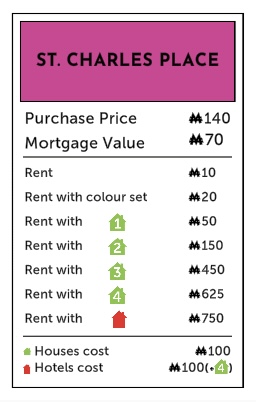 ST. CHARLES PLACE
Purchase Price ₩140
Mortgage Value ₩70
Rent ₩10
Rent with colour set ₩20
Rent with 1 ₩50
Rent with 2 ₩150
Rent with 3 ₩450
Rent with 4 ₩625
Rent with ₩750
Houses cost ₩100
Hotels cost ₩100(+4)